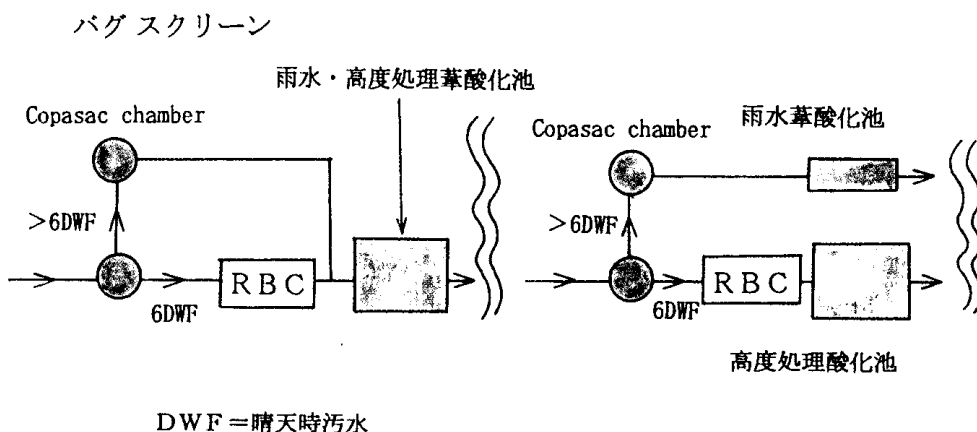 バグ スクリーン
雨水・高度処理葦酸化池
Copasac chamber
>6DWF
6DWF
RBC
Copasac chamber
雨水葦酸化池
>6DWF
6DWF
RBC
高度処理酸化池
DWF=晴天時汚水